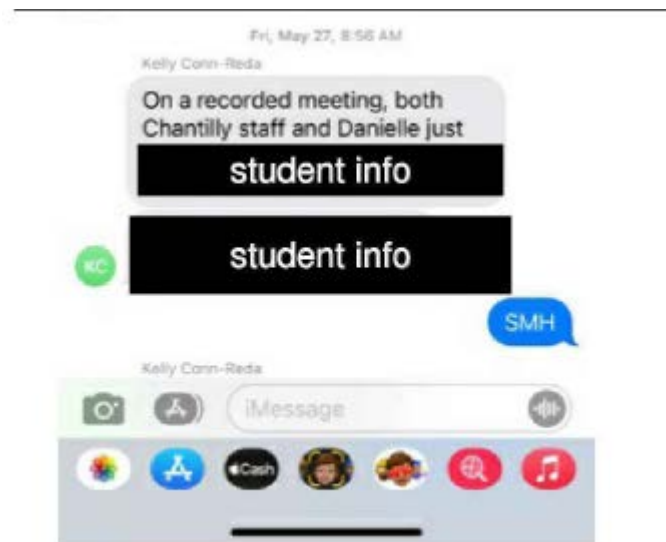 Fri, May 27, 8:56 AM
Kelly Conn-Reda
On a recorded meeting, both
Chantilly staff and Danielle just
student info
student info
KC
SMH
Kelly Conn-Reda
iMessage
Cash